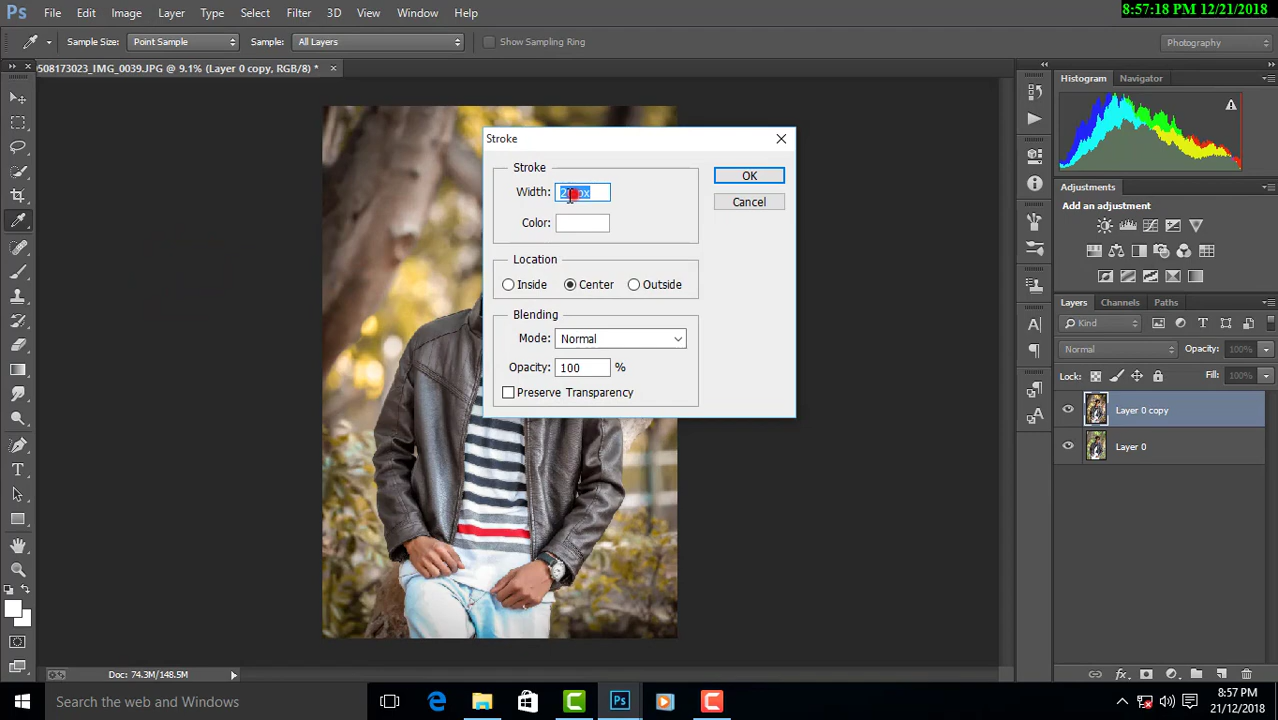 Ps File Edit Image Layer Type Select Filter 3D View Window Help
8:57:18 PM 12/21/2018
Sample Size: Point Sample Sample: All Layers Show Sampling Ring Photography
508173023_IMG_0039.JPG @ 9.1% (Layer 0 copy, RGB/8) *
Histogram Navigator
Stroke
Stroke
Width:
OK
Color:
Cancel
Location
Inside Center Outside
Blending
Mode: Normal
Opacity: 100 %
Preserve Transparency
Adjustments
Add an adjustment
Layers Channels Paths
Kind
Normal Opacity: 100%
Lock: Fill: 100%
Layer 0 copy
Layer 0
Doc: 74.3M/148.5M
Search the web and Windows
8:57 PM
21/12/2018